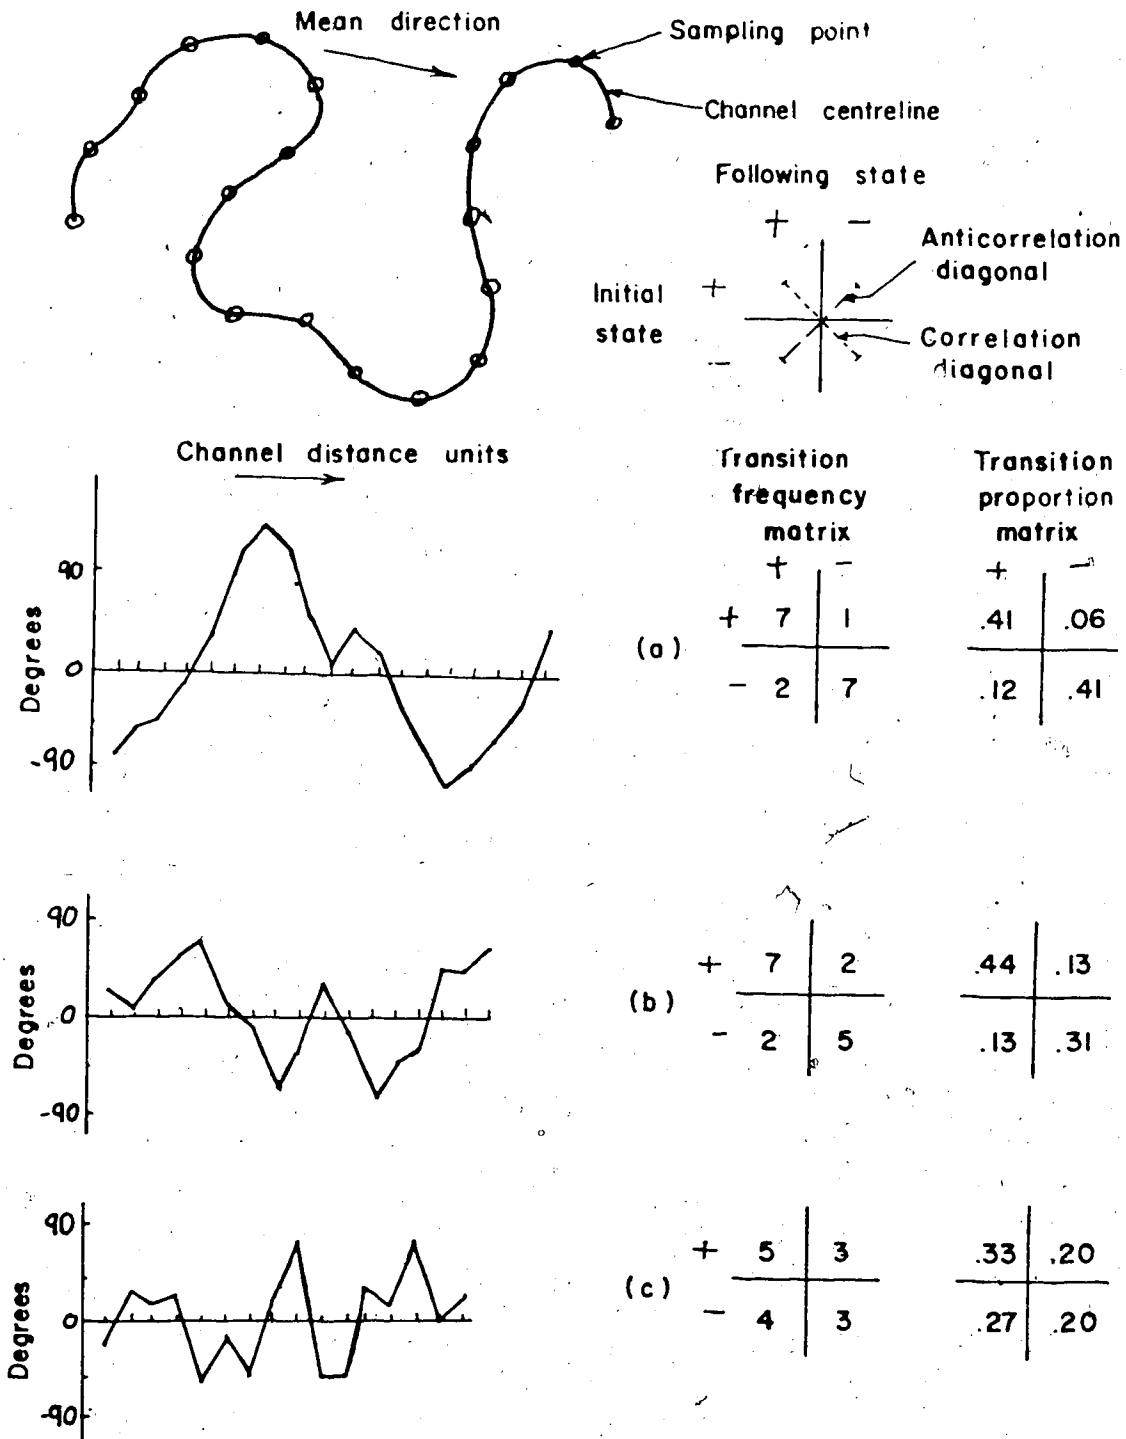 Mean direction
Sampling point
Channel centreline
Following state
+ −
Anticorrelation
diagonal
Initial
state
+
−
Correlation
diagonal
Channel distance units
Degrees
90
0
-90
Transition
frequency
matrix
Transition
proportion
matrix
+ −
+ −
(a)
+ 7 1
− 2 7
.41 .06
.12 .41
Degrees
90
0
-90
(b)
+ 7 2
− 2 5
.44 .13
.13 .31
Degrees
90
0
-90
(c)
+ 5 3
− 4 3
.33 .20
.27 .20